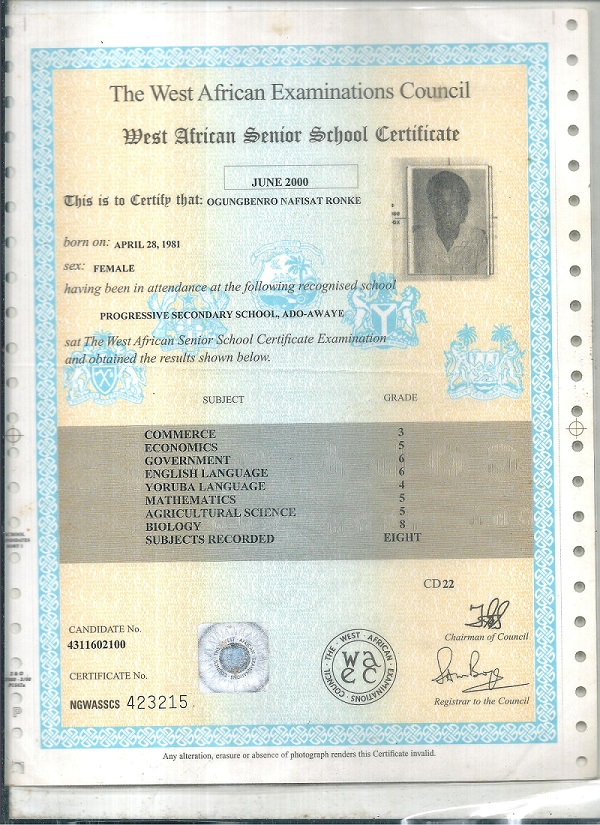 The West African Examinations Council
West African Senior School Certificate
JUNE 2000
This is to Certify that: OGUNGBENRO NAFISAT RONKE
born on: APRIL 28, 1981
sex: FEMALE
having been in attendance at the following recognised school
PROGRESSIVE SECONDARY SCHOOL, ADO-AWAYE
sat The West African Senior School Certificate Examination
and obtained the results shown below.
SUBJECT GRADE
COMMERCE 3
ECONOMICS 5
GOVERNMENT 6
ENGLISH LANGUAGE 6
YORUBA LANGUAGE 4
MATHEMATICS 5
AGRICULTURAL SCIENCE 5
BIOLOGY 8
SUBJECTS RECORDED EIGHT
CD 22
CANDIDATE No.
4311602100
Chairman of Council
THE WEST AFRICAN EXAMINATIONS COUNCIL
waec
CERTIFICATE No.
NGWASSCS 423215
Registrar to the Council
Any alteration, erasure or absence of photograph renders this Certificate invalid.